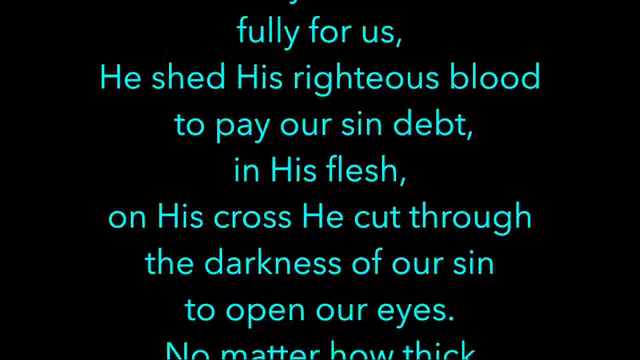 fully for us,
He shed His righteous blood
to pay our sin debt,
in His flesh,
on His cross He cut through
the darkness of our sin
to open our eyes.
No matter how thick